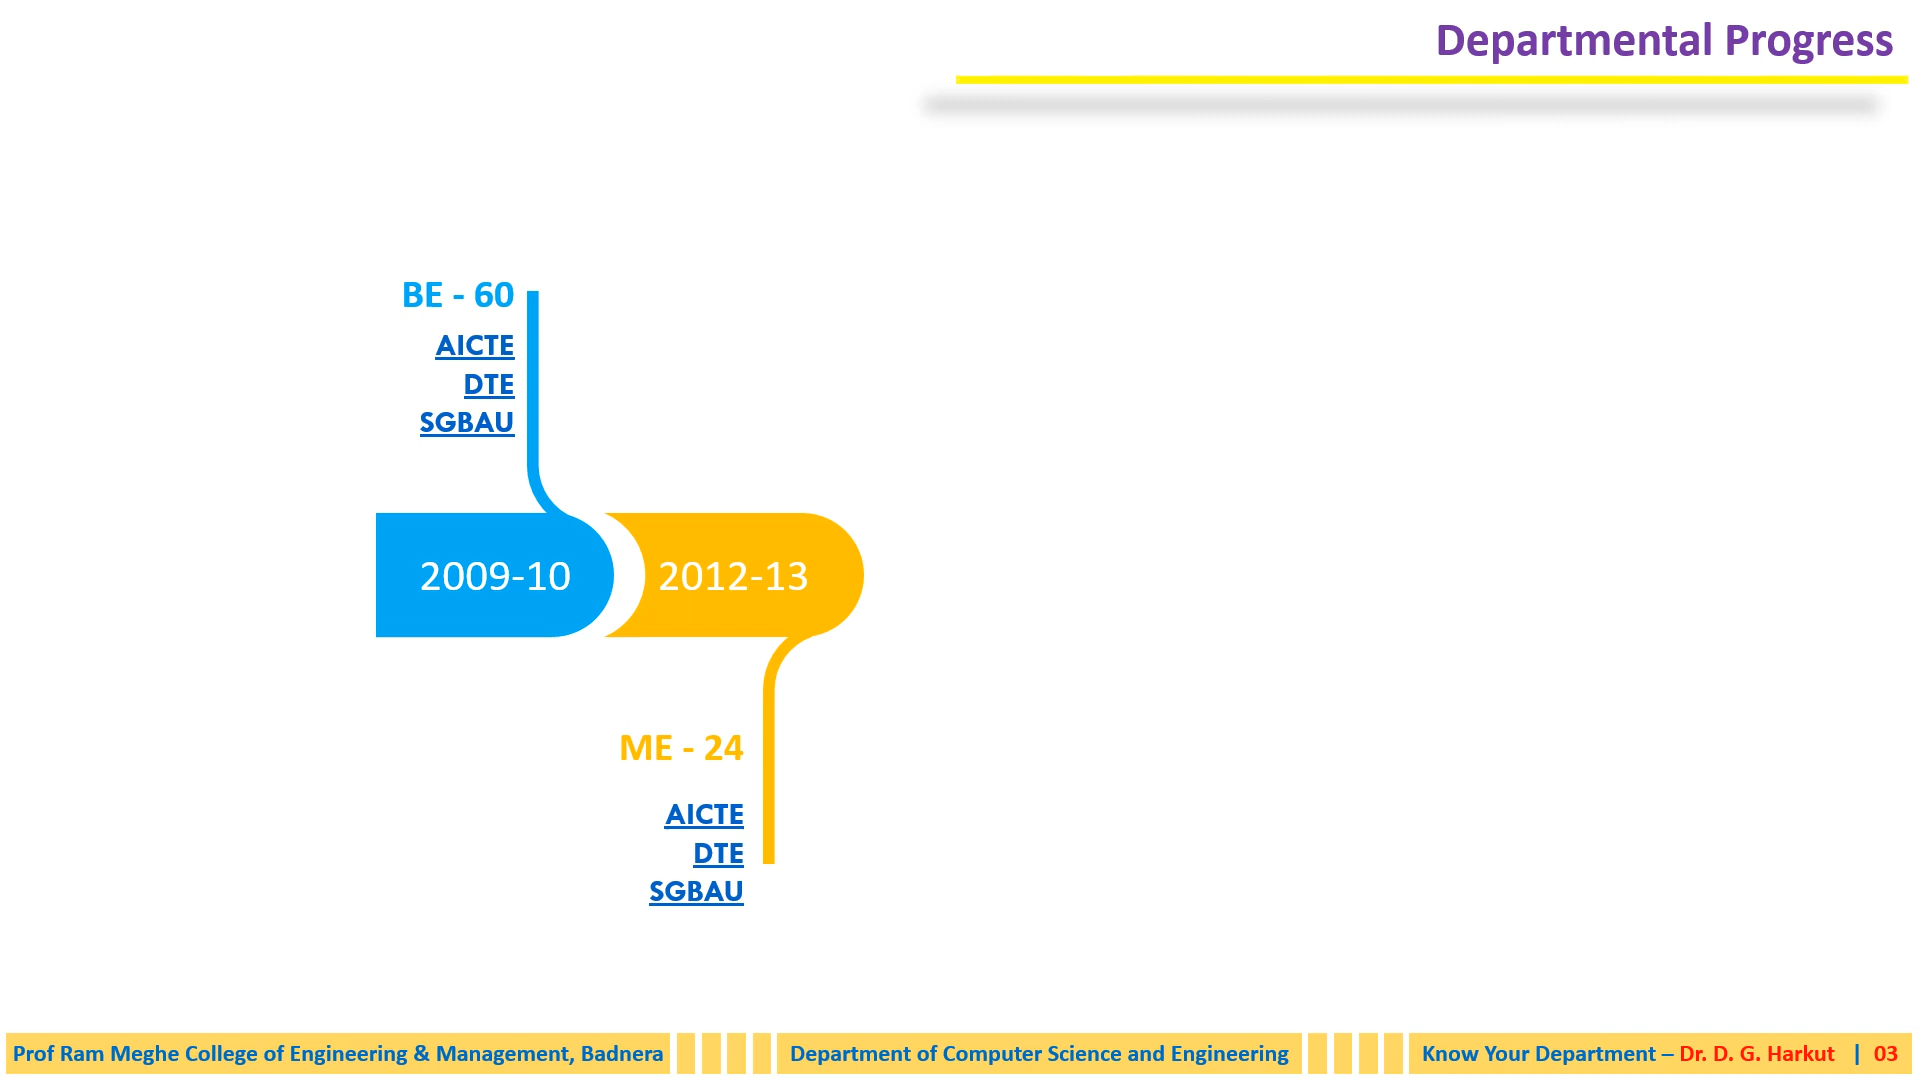 Departmental Progress
BE - 60
AICTE
DTE
SGBAU
2009-10
2012-13
ME - 24
AICTE
DTE
SGBAU
Prof Ram Meghe College of Engineering & Management, Badnera
Department of Computer Science and Engineering
Know Your Department – Dr. D. G. Harkut | 03